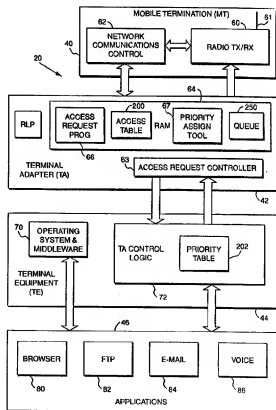 MOBILE TERMINATION (MT)
62 60 61
NETWORK COMMUNICATIONS CONTROL
RADIO TX/RX
40
20
64
RLP
ACCESS REQUEST PROG
66
200
ACCESS TABLE
RAM
67
PRIORITY ASSIGN TOOL
250
QUEUE
63
ACCESS REQUEST CONTROLLER
TERMINAL ADAPTER (TA)
42
70
OPERATING SYSTEM & MIDDLEWARE
TA CONTROL LOGIC
PRIORITY TABLE
202
TERMINAL EQUIPMENT (TE)
72
44
46
BROWSER
FTP
E-MAIL
VOICE
80
82
84
86
APPLICATIONS